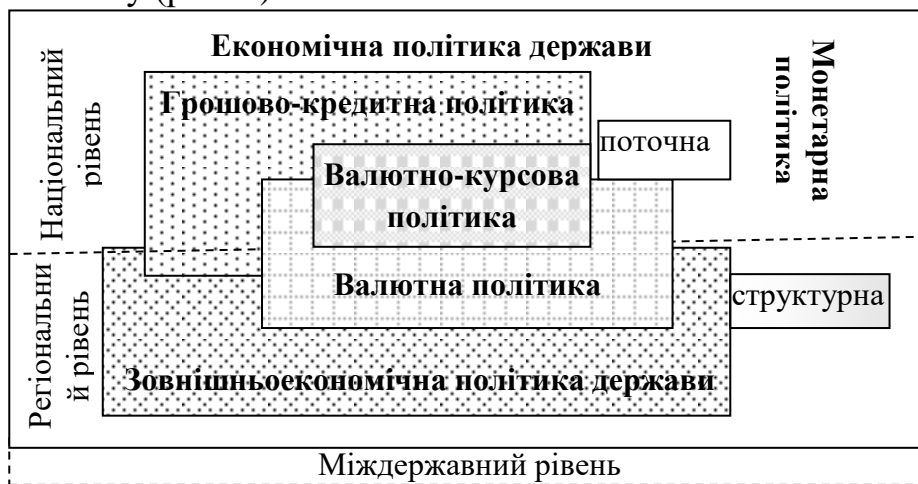 Економічна політика держави
Національний
рівень
Грошово-кредитна політика
Монетарна
політика
поточна
Валютно-курсова
політика
Валютна політика
структурна
Регіональни
й рівень
Зовнішньоекономічна політика держави
Міждержавний рівень